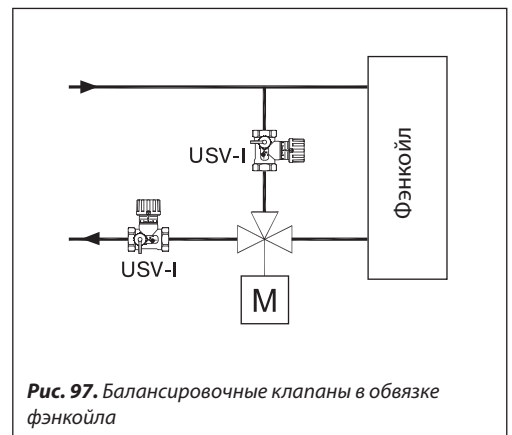 USV-I
Фэнкойл
USV-I
M
Рис. 97. Балансировочные клапаны в обвязке
фэнкойла